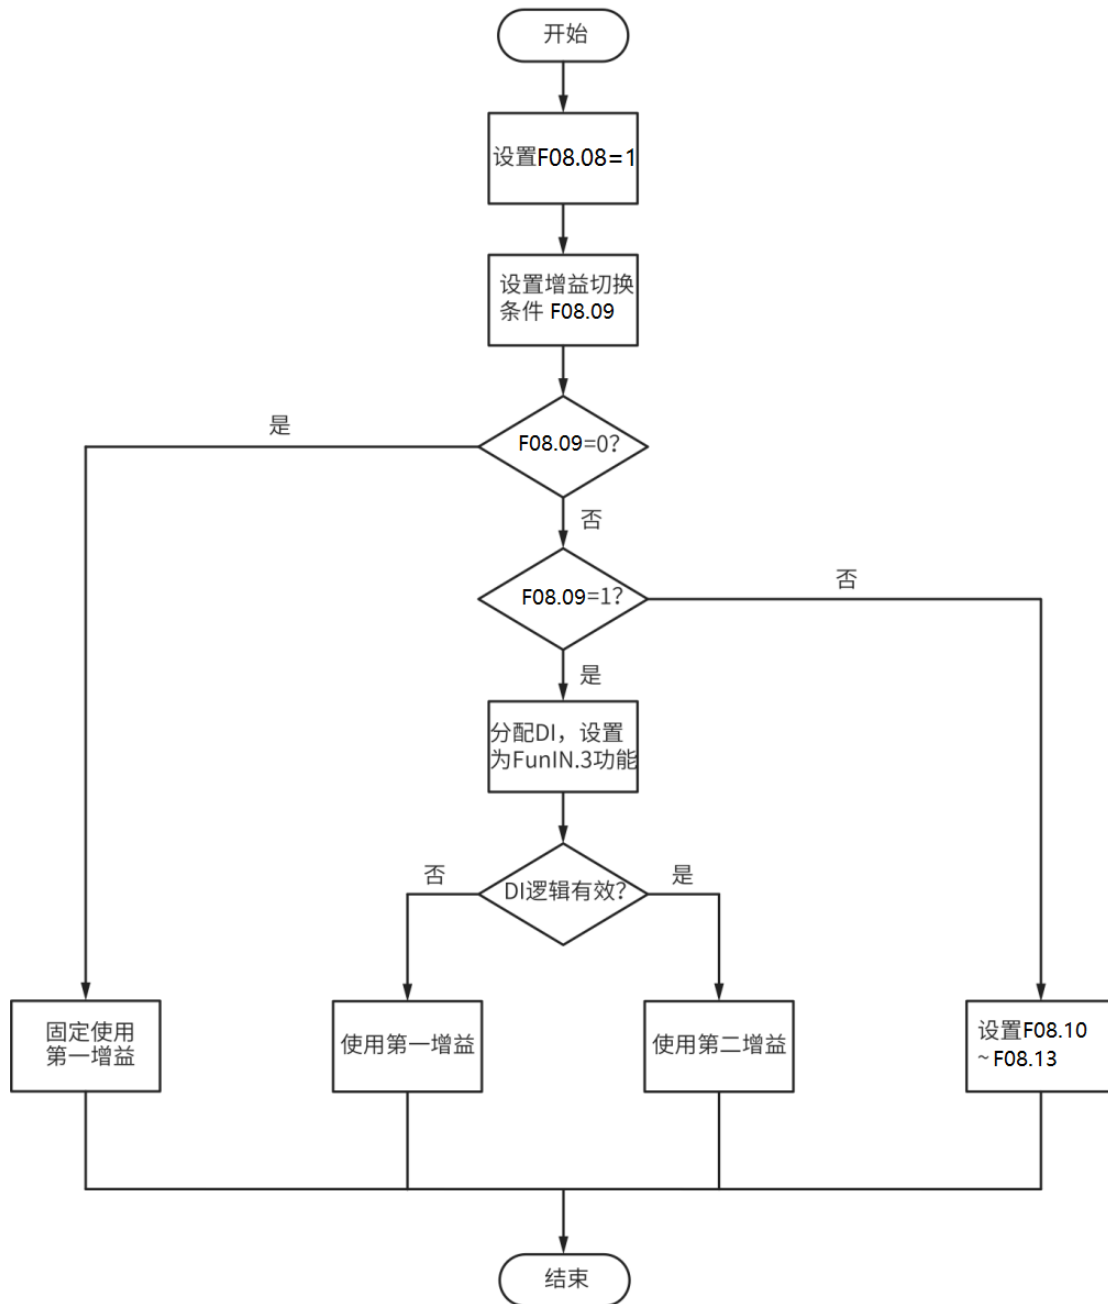 开始
设置F08.08=1
设置增益切换
条件 F08.09
是
F08.09=0?
否
F08.09=1?
否
是
分配DI，设置
为FunIN.3功能
否
DI逻辑有效?
是
固定使用
第一增益
使用第一增益
使用第二增益
设置F08.10
~F08.13
结束